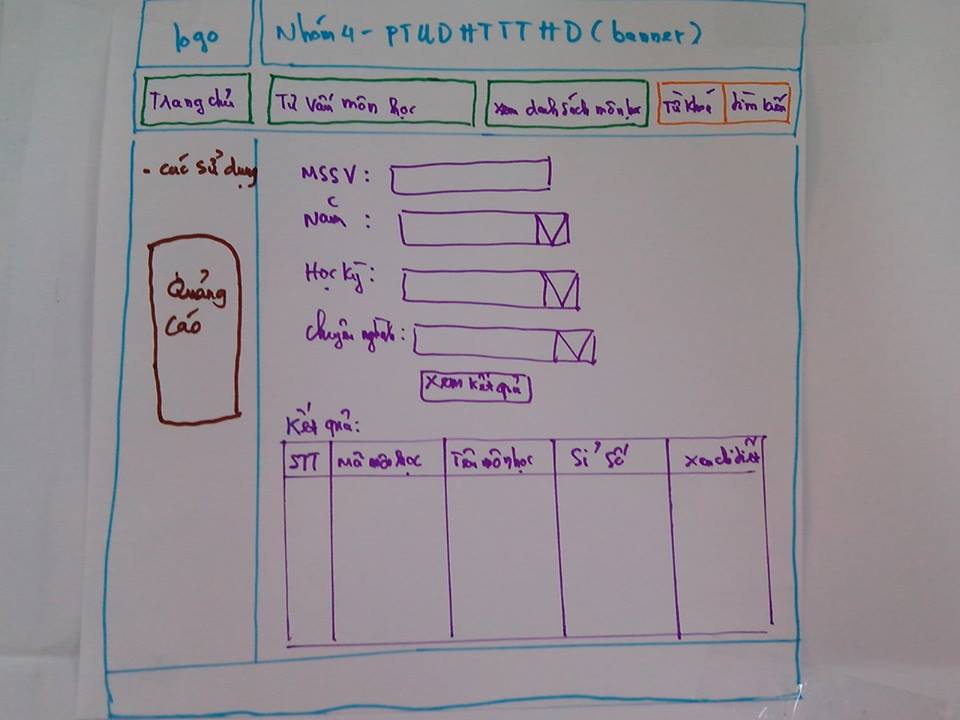 logo
Nhóm 4 - PTUDHTTTHD (banner)
Trang chủ
Tư vấn môn học
xem danh sách môn học
Từ khoá
tìm kiếm
- các sử dụng
Quảng
cáo
MSSV:
Năm :
Học kỳ:
chuyên ngành:
Xem kết quả
Kết quả:
STT
Mã môn học
Tên môn học
Sỉ số
xem chi tiết